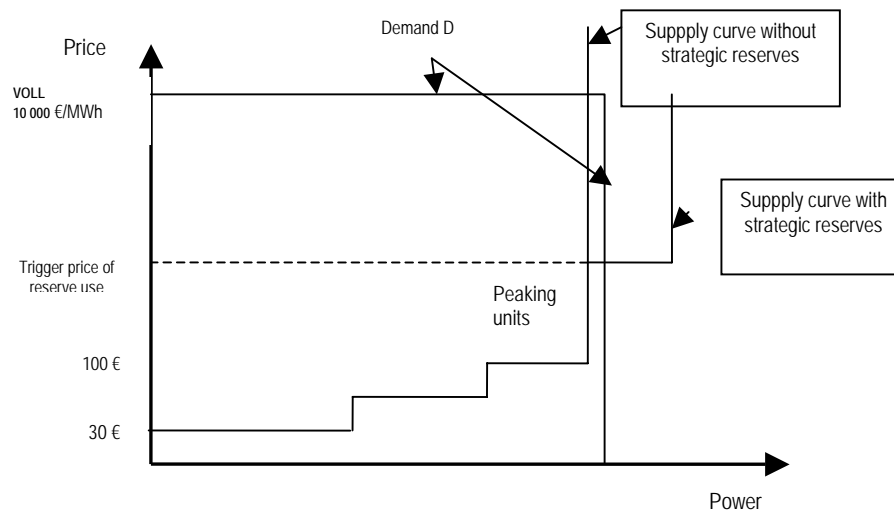 Price
Demand D
Suppply curve without
strategic reserves
VOLL
10 000 €/MWh
Suppply curve with
strategic reserves
Trigger price of
reserve use
Peaking
units
100 €
30 €
Power